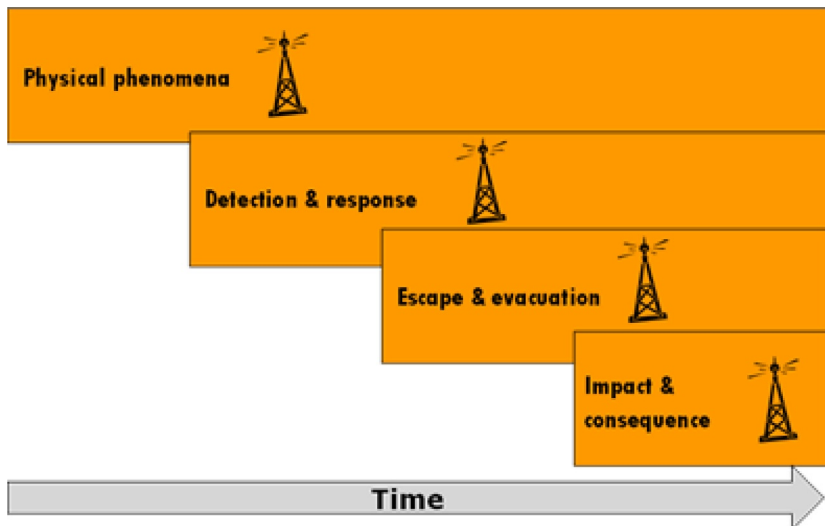 Physical phenomena
Detection & response
Escape & evacuation
Impact &
consequence
Time